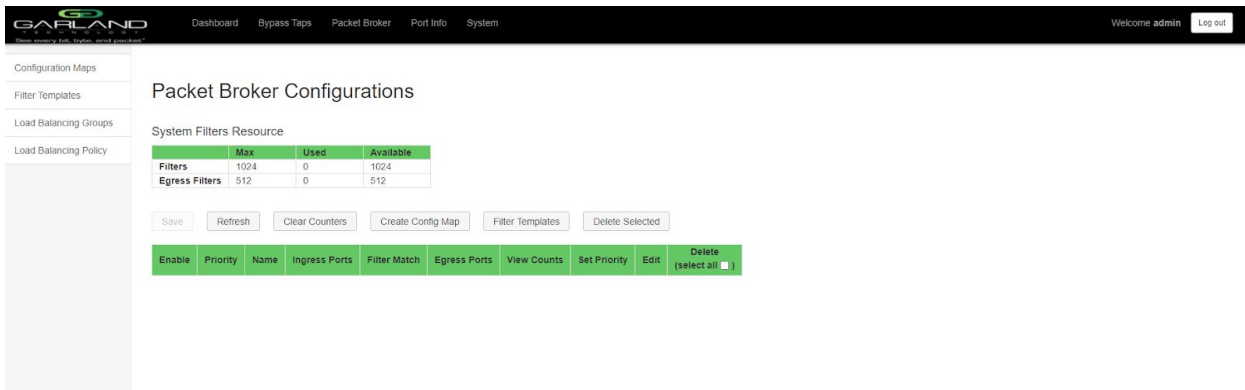 GARLAND
TECHNOLOGY
See every bit, byte, and packet®
Dashboard Bypass Taps Packet Broker Port Info System
Welcome admin Log out
Configuration Maps
Filter Templates
Load Balancing Groups
Load Balancing Policy
Packet Broker Configurations
System Filters Resource
Max Used Available
Filters 1024 0 1024
Egress Filters 512 0 512
Save Refresh Clear Counters Create Config Map Filter Templates Delete Selected
Enable Priority Name Ingress Ports Filter Match Egress Ports View Counts Set Priority Edit Delete
(select all )